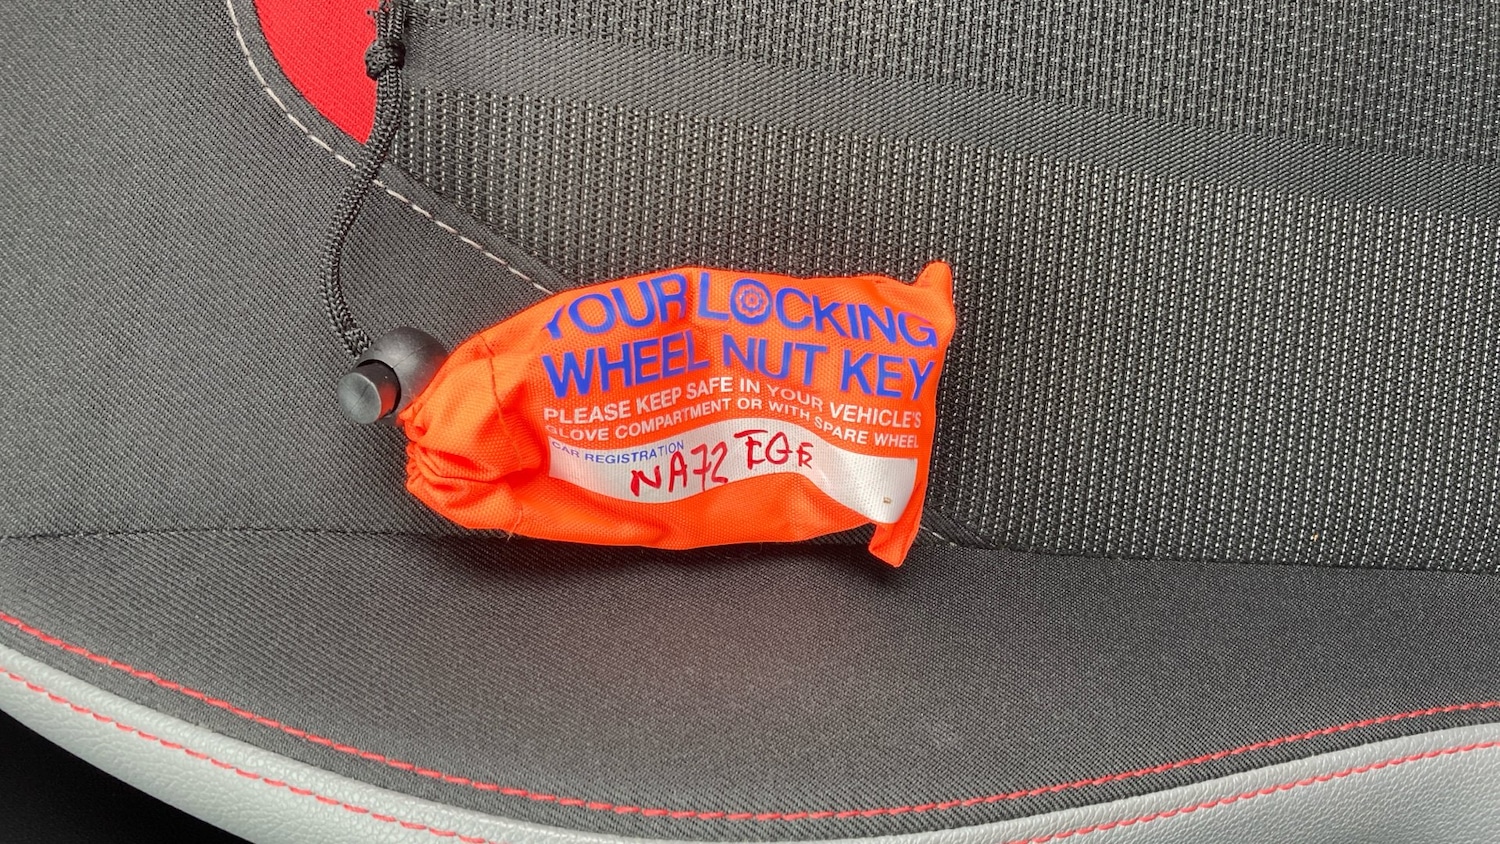 YOUR LOCKING
WHEEL NUT KEY
PLEASE KEEP SAFE IN YOUR VEHICLE'S
GLOVE COMPARTMENT OR WITH SPARE WHEEL
CAR REGISTRATION
NA72 EGE